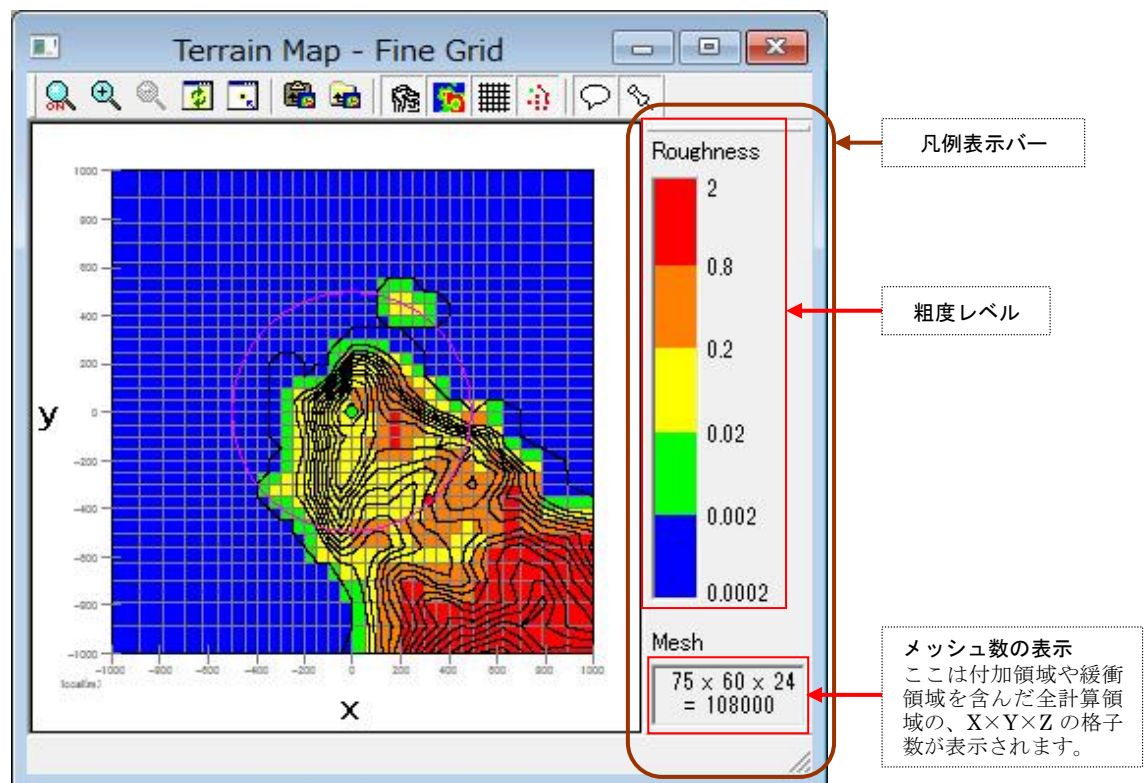 Terrain Map - Fine Grid
ON
凡例表示バー
Roughness
2
0.8
粗度レベル
0.2
0.02
0.002
0.0002
1000
800
600
400
200
0
-200
-400
-600
-800
-1000
y
-1000 -800 -600 -400 -200 0 200 400 600 800 1000
local(m)
x
Mesh
75 x 60 x 24
= 108000
メッシュ数の表示
ここは付加領域や緩衝
領域を含んだ全計算領
域の、X×Y×Z の格子
数が表示されます。